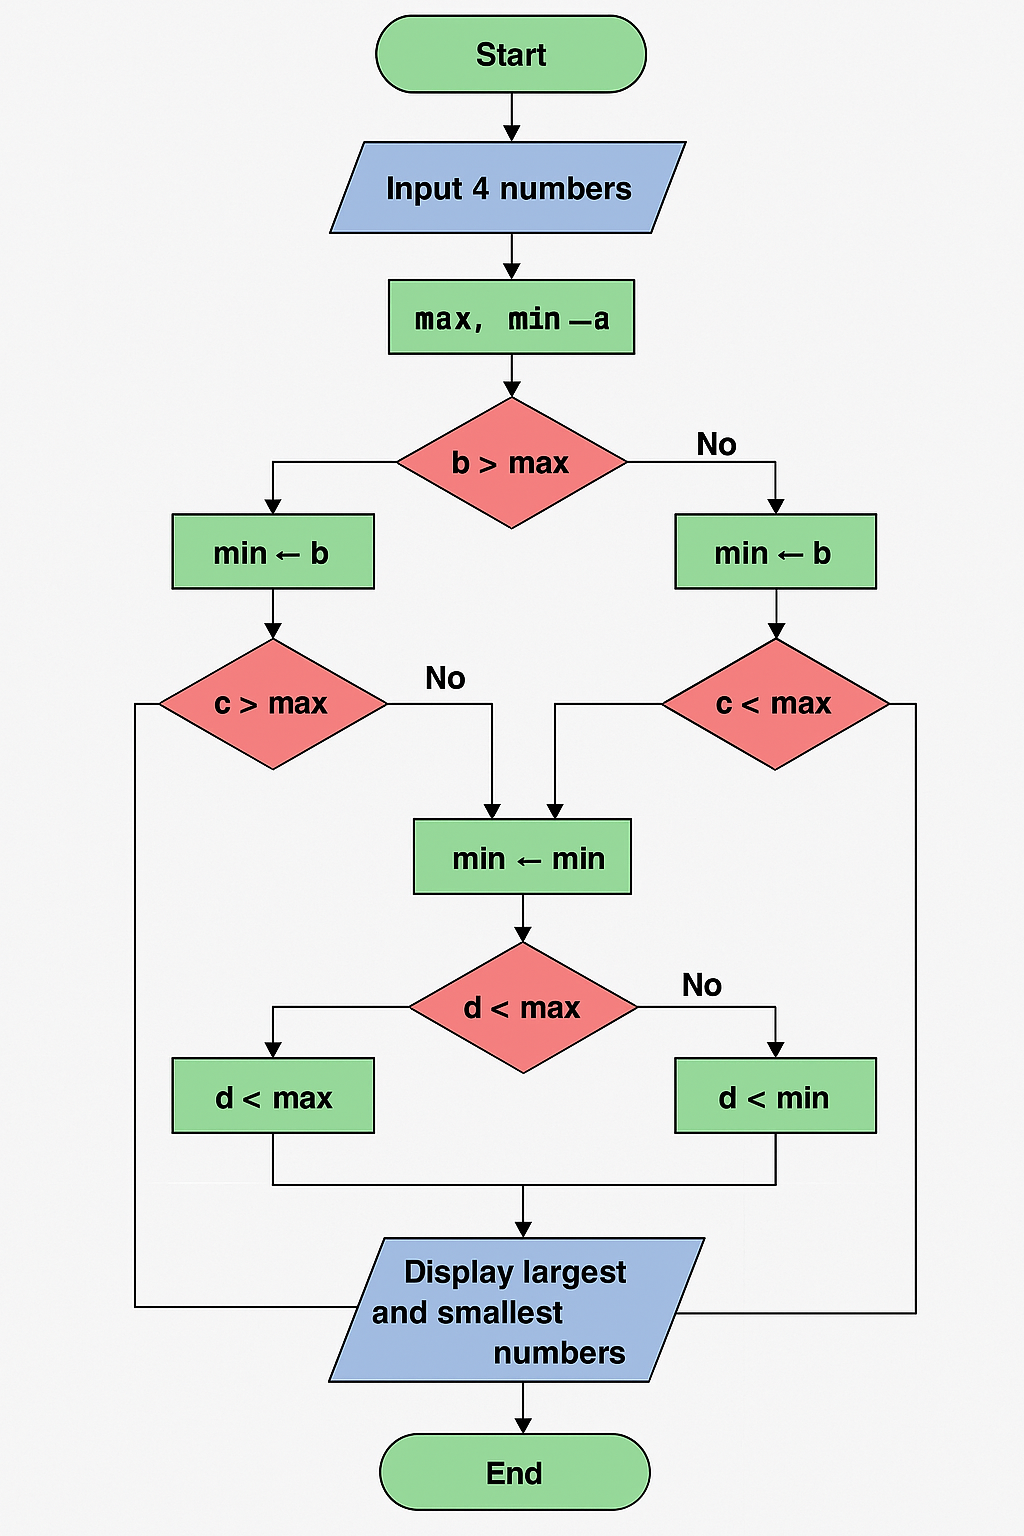 Start
Input 4 numbers
max, min —a
b > max
No
min ← b
min ← b
c > max
No
c < max
min ← min
d < max
No
d < max
d < min
Display largest
and smallest
numbers
End